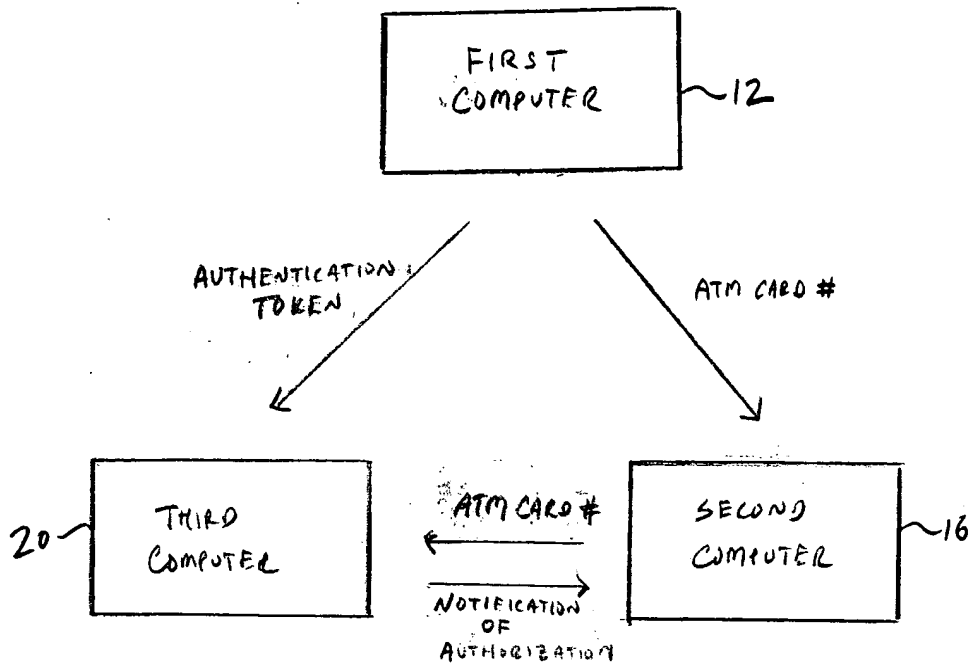 FIRST
COMPUTER
12
AUTHENTICATION
TOKEN
ATM CARD #
20
THIRD
COMPUTER
ATM CARD #
NOTIFICATION
OF
AUTHORIZATION
SECOND
COMPUTER
16